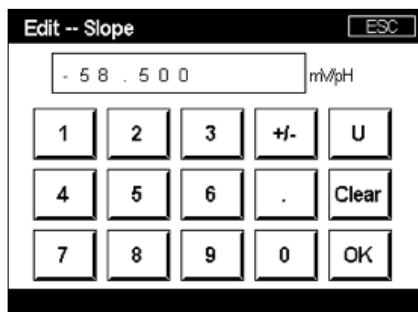 Edit -- Slope ESC
- 5 8 . 5 0 0 mV/pH
1 2 3 +/- U
4 5 6 . Clear
7 8 9 0 OK